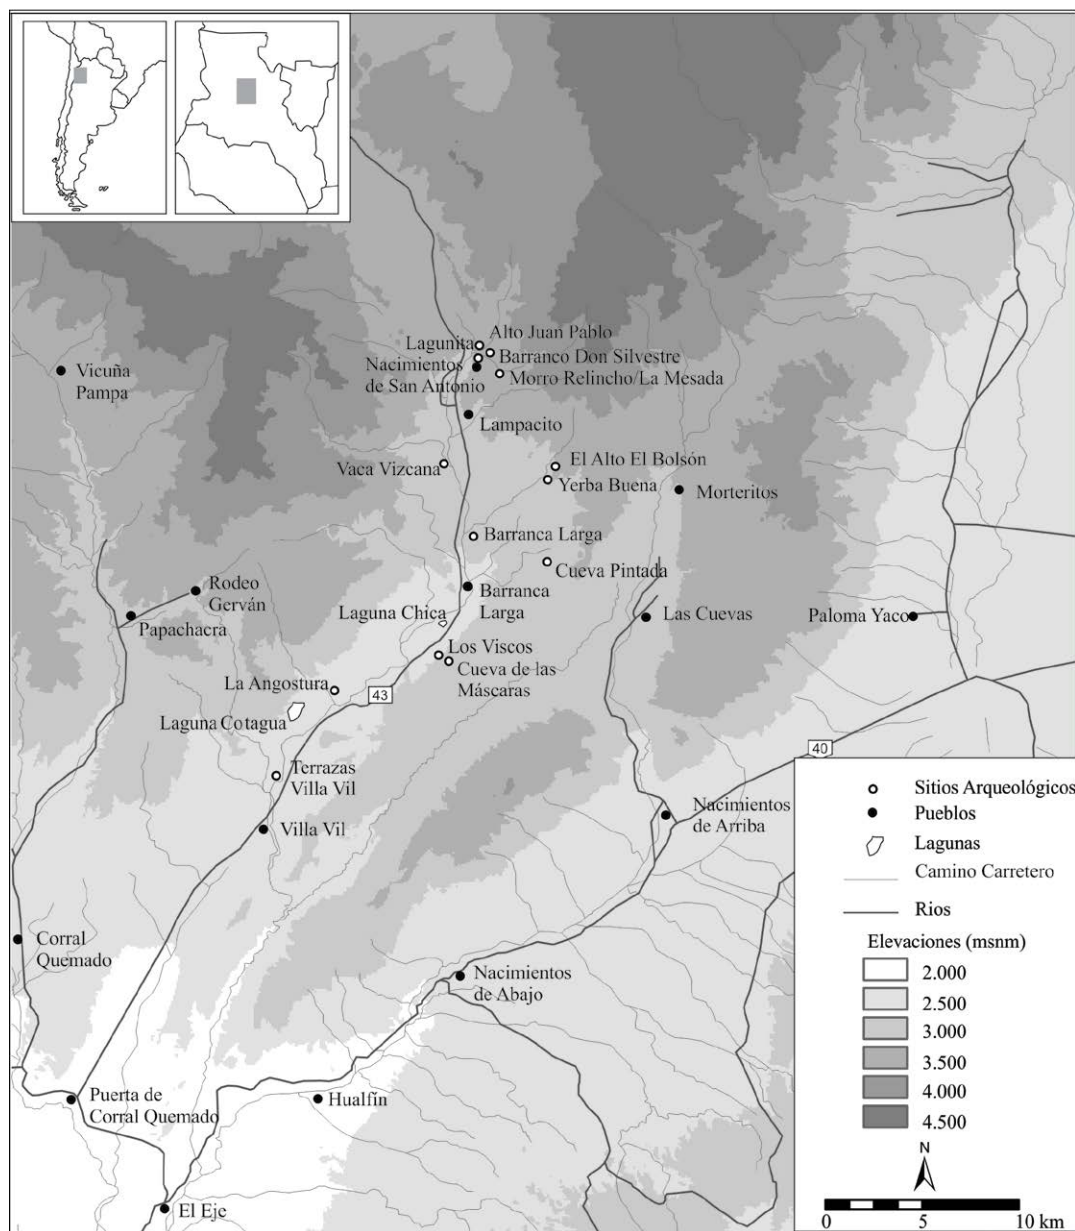 Alto Juan Pablo
Lagunita
Barranco Don Silvestre
Nacimientos
de San Antonio
Morro Relincho/La Mesada
Vicuña
Pampa
Lampacito
Vaca Vizcana
El Alto El Bolsón
Yerba Buena
Morteritos
Barranca Larga
Cueva Pintada
Rodeo
Gerván
Barranca
Larga
Papachacra
Laguna Chica
Las Cuevas
Paloma Yaco
Los Viscos
Cueva de las
Máscaras
La Angostura
43
Laguna Cotagua
40
Terrazas
Villa Vil
Villa Vil
Nacimientos
de Arriba
Corral
Quemado
Nacimientos
de Abajo
Puerta de
Corral Quemado
Hualfín
El Eje
Sitios Arqueológicos
Pueblos
Lagunas
Camino Carretero
Rios
Elevaciones (msnm)
2.000
2.500
3.000
3.500
4.000
4.500
N
0 5 10 km